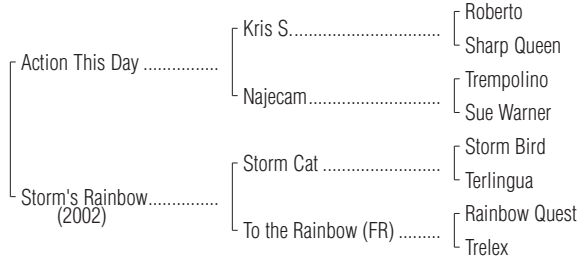 Roberto
Kris S.................................
Sharp Queen
Action This Day ...............
Trempolino
Najecam...........................
Sue Warner
Storm Bird
Storm Cat ........................
Terlingua
Storm's Rainbow..............
(2002)
Rainbow Quest
To the Rainbow (FR) ........
Trelex